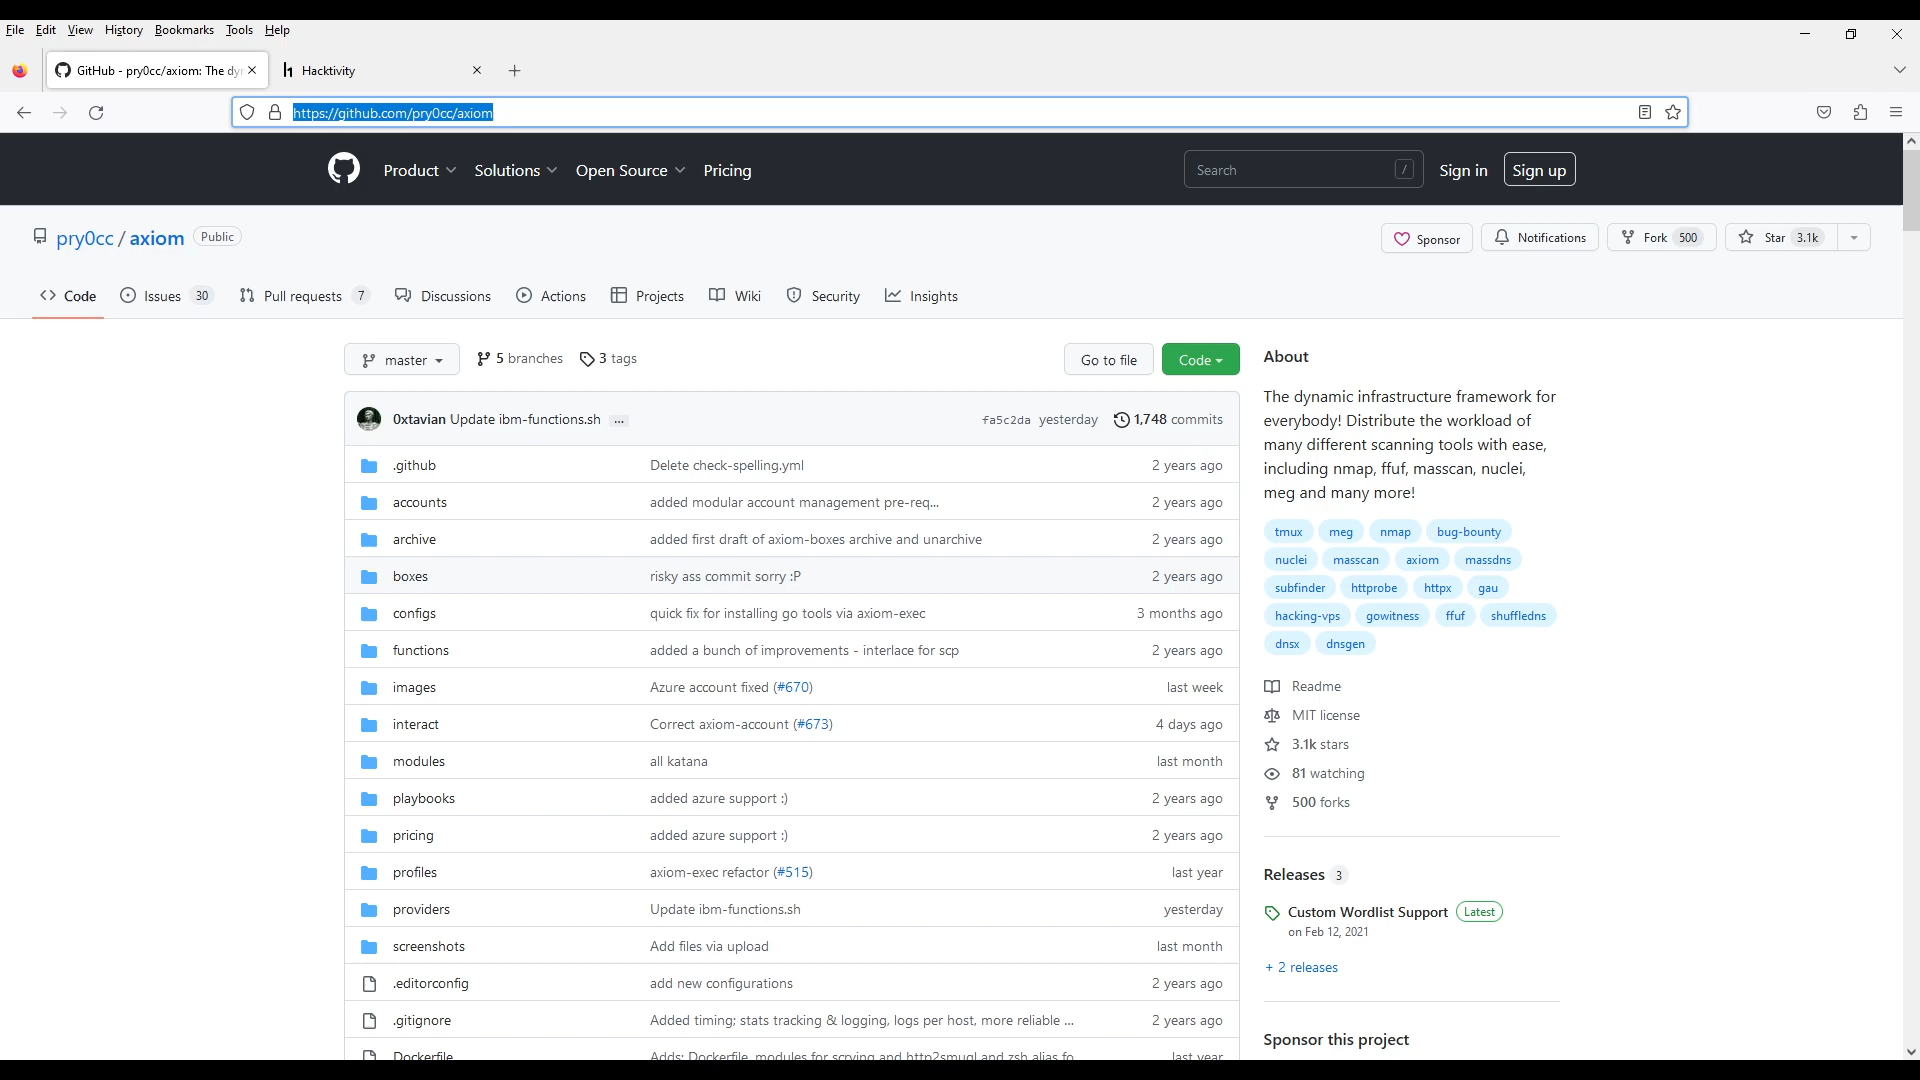 File Edit View History Bookmarks Tools Help
GitHub - pry0cc/axiom: The dy
Hacktivity
https://github.com/pry0cc/axiom
Product Solutions Open Source Pricing
Search /
Sign in Sign up
pry0cc / axiom Public
Sponsor Notifications Fork 500 Star 3.1k
Code Issues 30 Pull requests 7 Discussions Actions Projects Wiki Security Insights
master 5 branches 3 tags Go to file Code
0xtavian Update ibm-functions.sh ... fa5c2da yesterday 1,748 commits
.github Delete check-spelling.yml 2 years ago
accounts added modular account management pre-req... 2 years ago
archive added first draft of axiom-boxes archive and unarchive 2 years ago
boxes risky ass commit sorry :P 2 years ago
configs quick fix for installing go tools via axiom-exec 3 months ago
functions added a bunch of improvements - interlace for scp 2 years ago
images Azure account fixed (#670) last week
interact Correct axiom-account (#673) 4 days ago
modules all katana last month
playbooks added azure support :) 2 years ago
pricing added azure support :) 2 years ago
profiles axiom-exec refactor (#515) last year
providers Update ibm-functions.sh yesterday
screenshots Add files via upload last month
.editorconfig add new configurations 2 years ago
.gitignore Added timing; stats tracking & logging, logs per host, more reliable ... 2 years ago
Dockerfile Adds: Dockerfile, modules for scrying and http2smugl and zsh alias fo last year
About
The dynamic infrastructure framework for
everybody! Distribute the workload of
many different scanning tools with ease,
including nmap, ffuf, masscan, nuclei,
meg and many more!
tmux meg nmap bug-bounty
nuclei masscan axiom massdns
subfinder httprobe httpx gau
hacking-vps gowitness ffuf shuffledns
dnsx dnsgen
Readme
MIT license
3.1k stars
81 watching
500 forks
Releases 3
Custom Wordlist Support Latest
on Feb 12, 2021
+ 2 releases
Sponsor this project